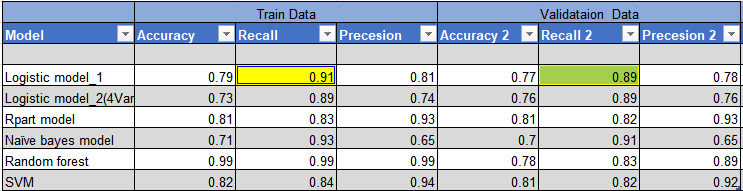 Train Data Validataion Data
Model Accuracy Recall Precesion Accuracy 2 Recall 2 Precesion 2
Logistic model_1 0.79 0.91 0.81 0.77 0.89 0.78
Logistic model_2(4Var 0.73 0.89 0.74 0.76 0.89 0.76
Rpart model 0.81 0.83 0.93 0.81 0.82 0.93
Naïve bayes model 0.71 0.93 0.65 0.7 0.91 0.65
Random forest 0.99 0.99 0.99 0.78 0.83 0.89
SVM 0.82 0.84 0.94 0.81 0.82 0.92